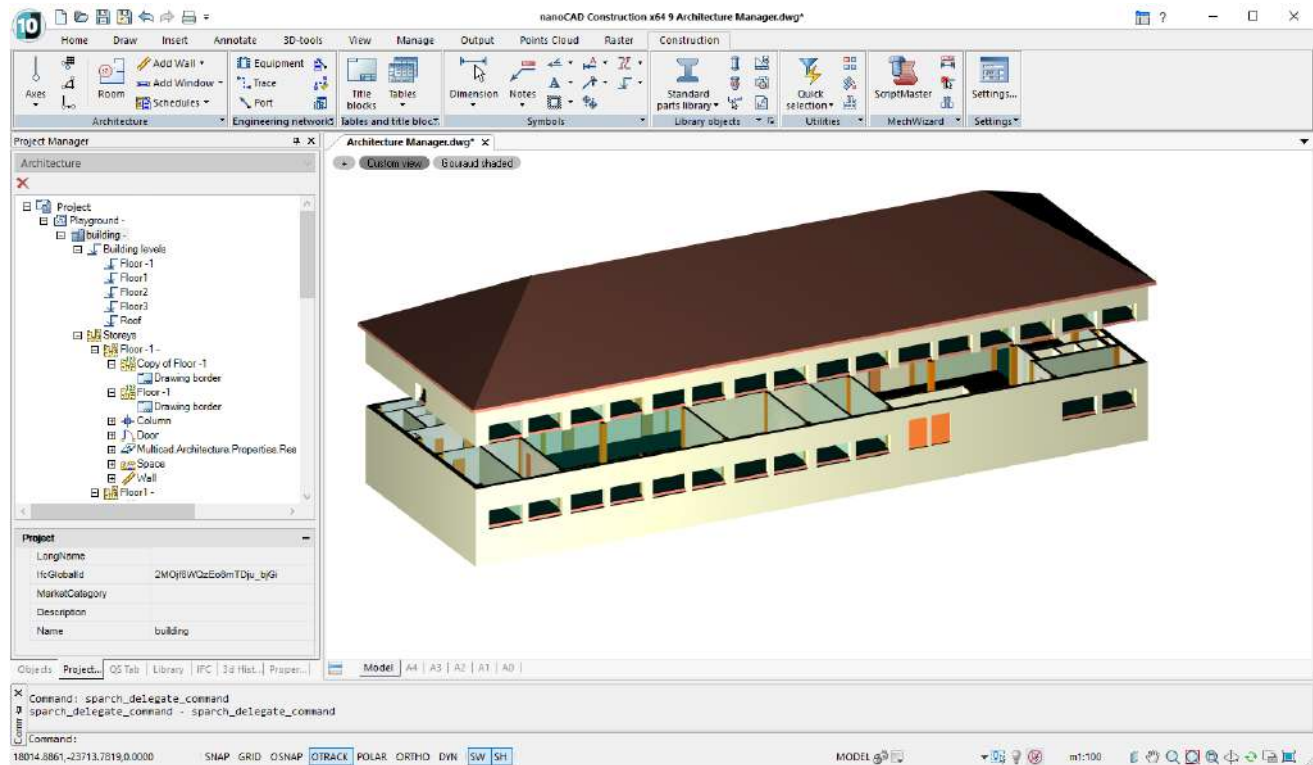 10
nanoCAD Construction x64 9 Architecture Manager.dwg*
?
Home Draw Insert Annotate 3D-tools View Manage Output Points Cloud Raster Construction
Axes
Room
Add Wall
Add Window
Schedules
Equipment
Trace
Port
Title blocks
Tables
Dimension
Notes
Standard parts library
Quick selection
ScriptMaster
Settings...
Architecture Engineering networks Tables and title block Symbols Library objects Utilities MechWizard Settings
Project Manager
Architecture Manager.dwg* X
Architecture
Custom view Gouraud shaded
Project
Playground -
building -
Building levels
Floor -1
Floor1
Floor2
Floor3
Roof
Storeys
Floor -1 -
Copy of Floor -1
Drawing border
Floor -1
Drawing border
Column
Door
Multicad.Architecture.Properties.Rea
Space
Wall
Floor1 -
Project
LongName
IfcGlobalId
MarketCategory
Description
Name building
Objects Project... QS Tab Library IFC 3d Hist... Proper...
Model A4 A3 A2 A1 A0
Command: sparch_delegate_command
sparch_delegate_command - sparch_delegate_command
Command:
18014.8861,-23713.7819,0.0000 SNAP GRID OSNAP OTRACK POLAR ORTHO DYN SW SH MODEL m1:100